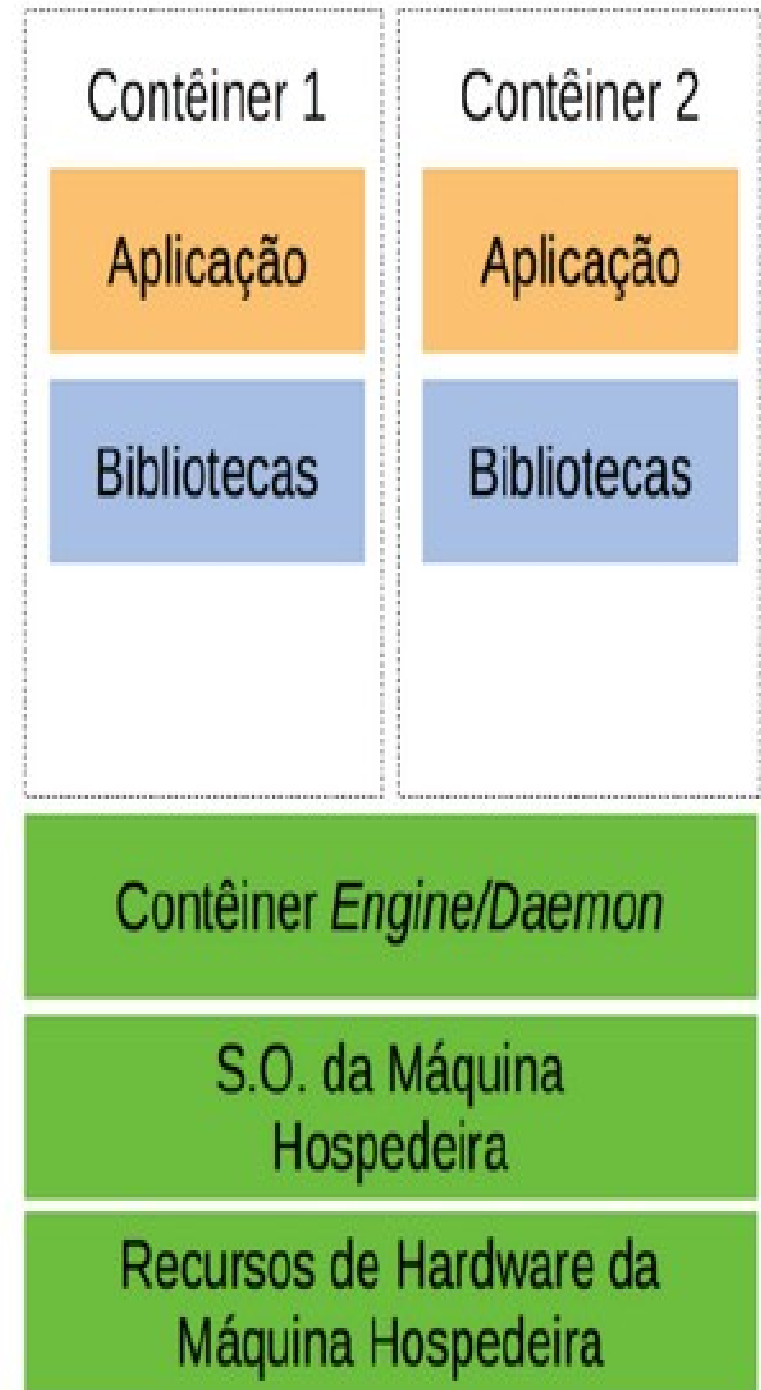 Contêiner 1
Contêiner 2
Aplicação
Aplicação
Bibliotecas
Bibliotecas
Contêiner Engine/Daemon
S.O. da Máquina
Hospedeira
Recursos de Hardware da
Máquina Hospedeira